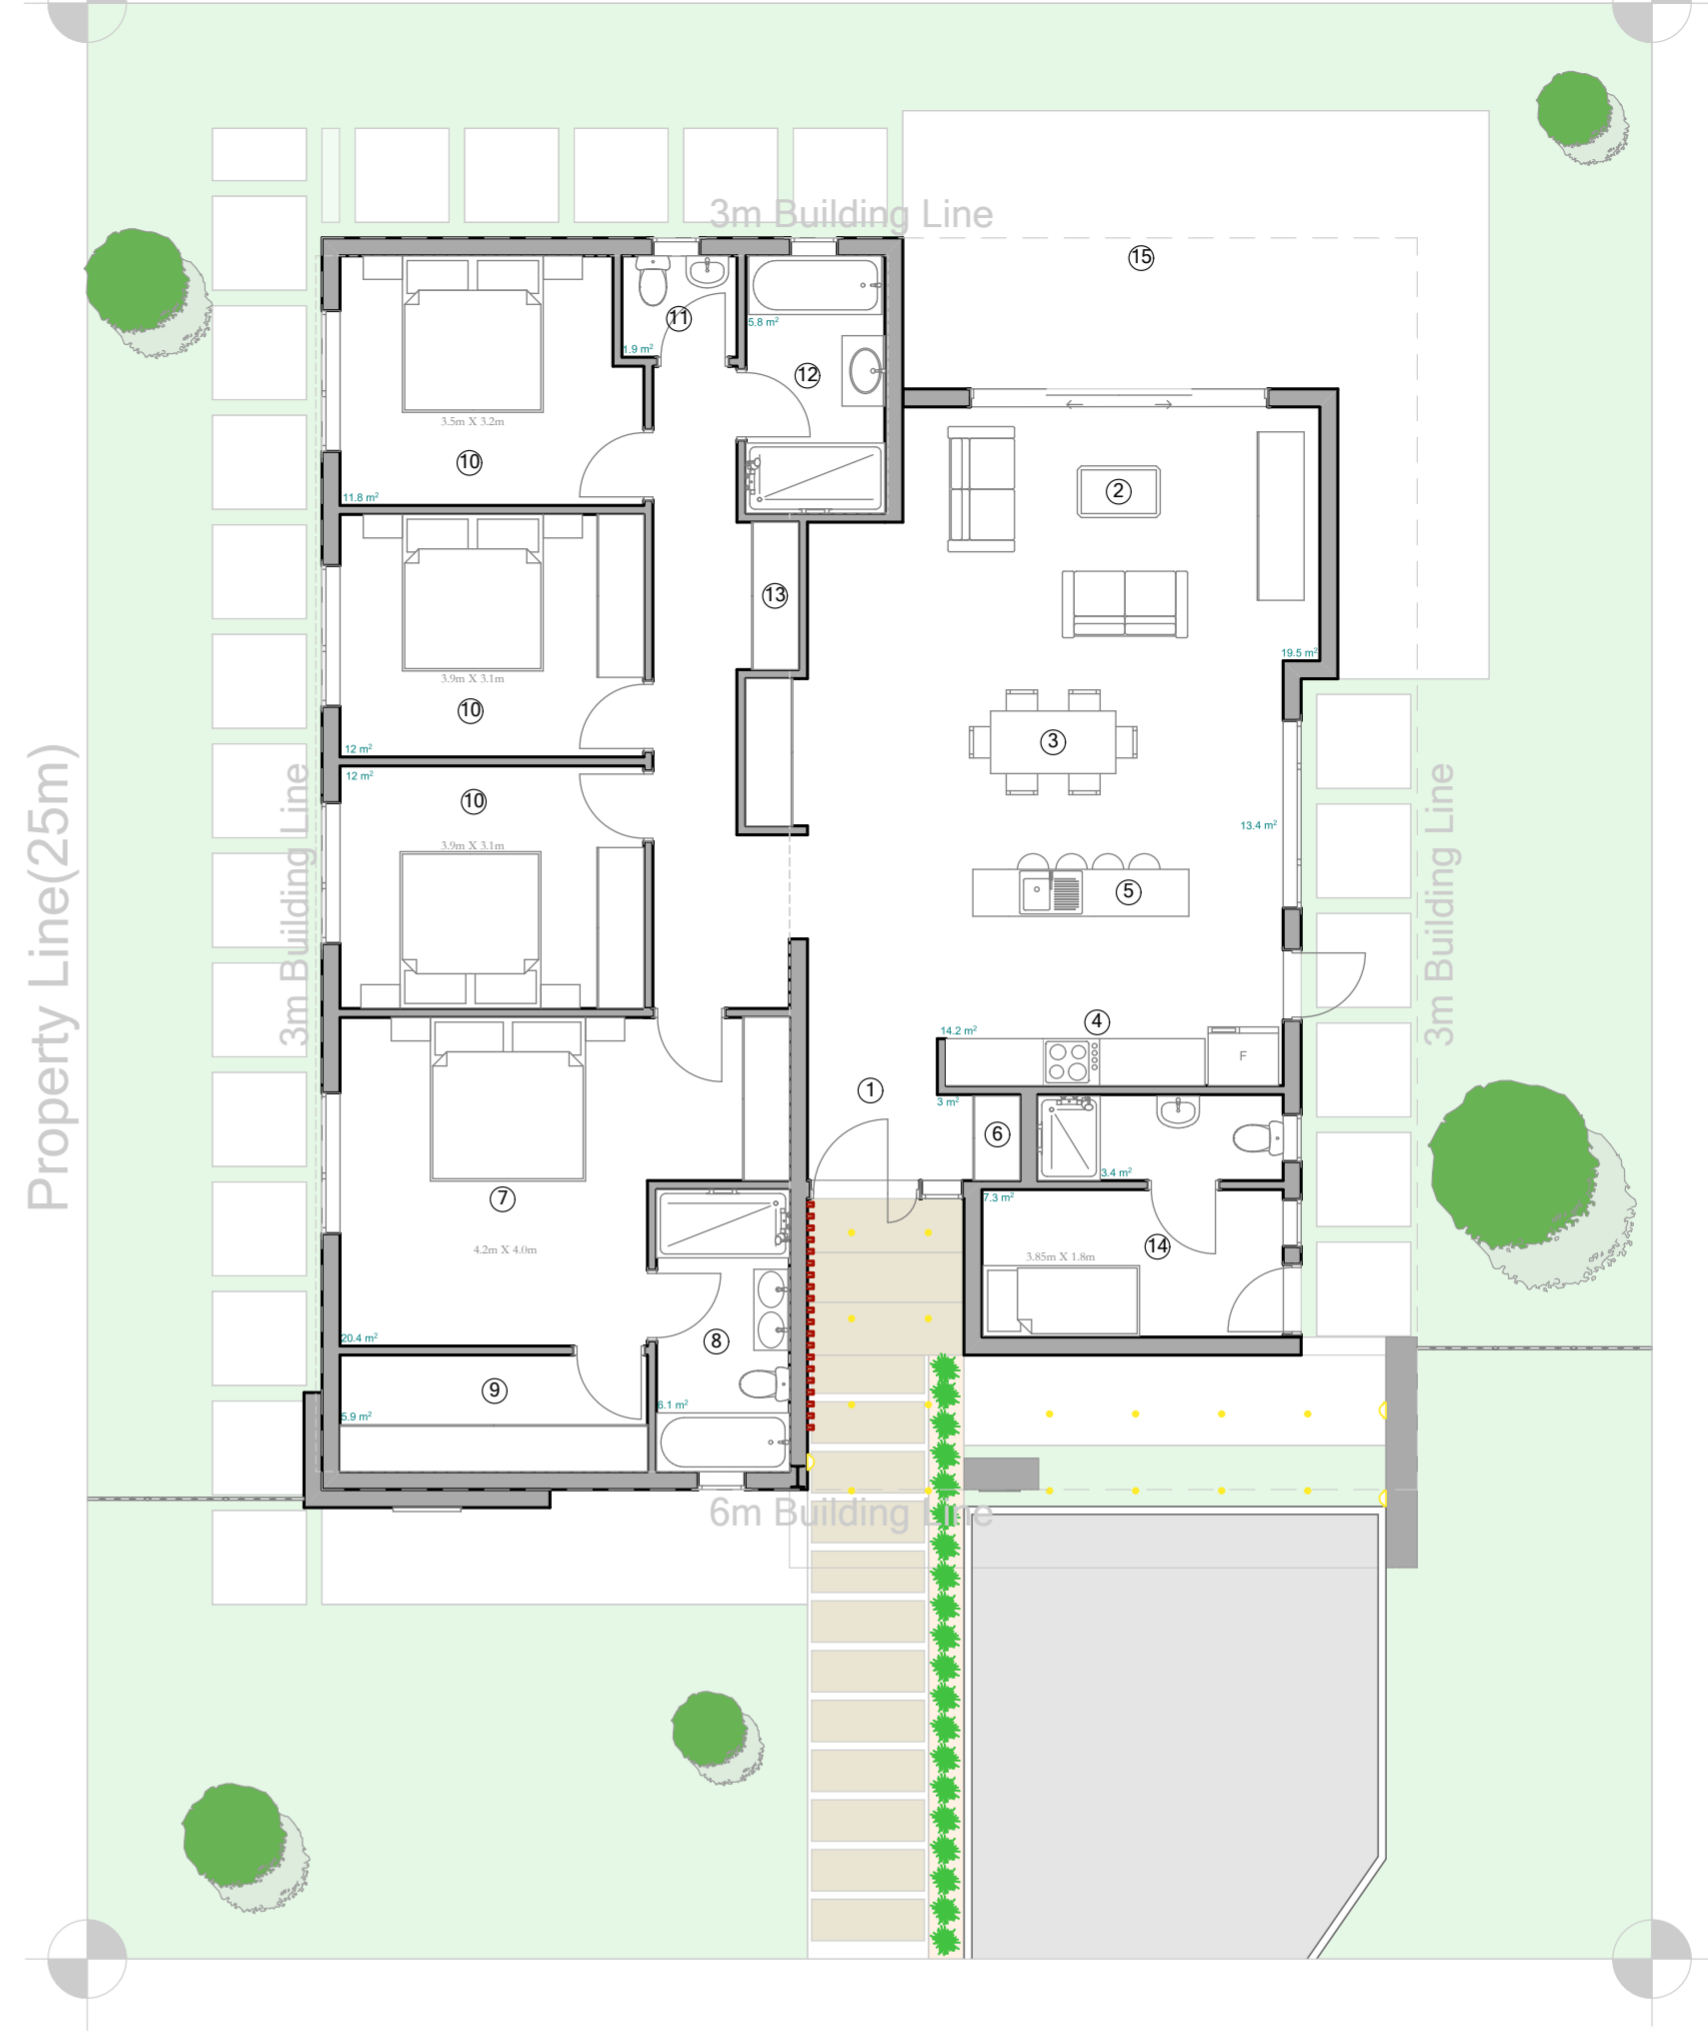 3m Building Line
15
11
1.9 m²
5.8 m²
12
3.5m X 3.2m
10
11.8 m²
2
13
19.5 m²
3.9m X 3.1m
10
12 m²
12 m²
10
3.9m X 3.1m
3
13.4 m²
5
Property Line(25m)
3m Building Line
3m Building Line
14.2 m²
4
F
1
3 m²
6
3.4 m²
7.3 m²
7
4.2m X 4.0m
14
3.85m X 1.8m
20.4 m²
8
9
5.9 m²
6.1 m²
6m Building Line